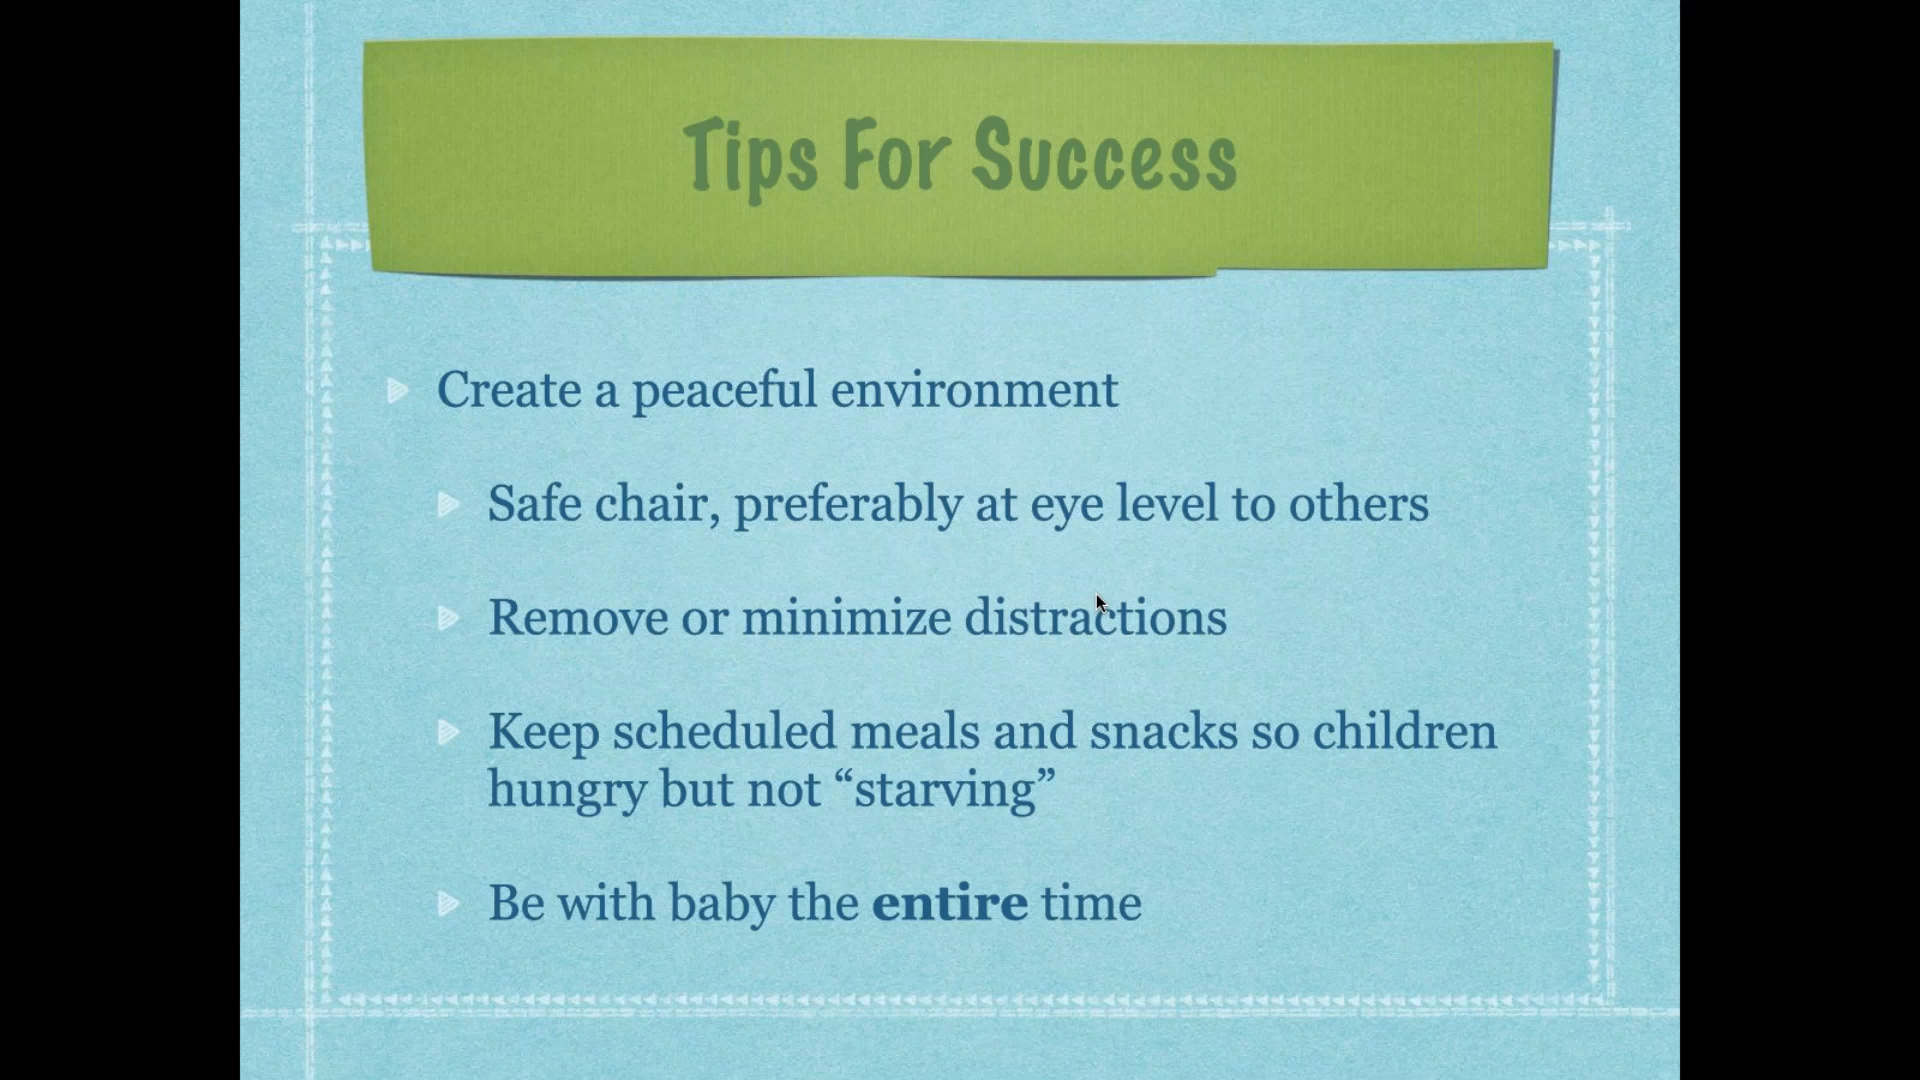 Tips For Success
Create a peaceful environment
Safe chair, preferably at eye level to others
Remove or minimize distractions
Keep scheduled meals and snacks so children
hungry but not “starving”
Be with baby the entire time